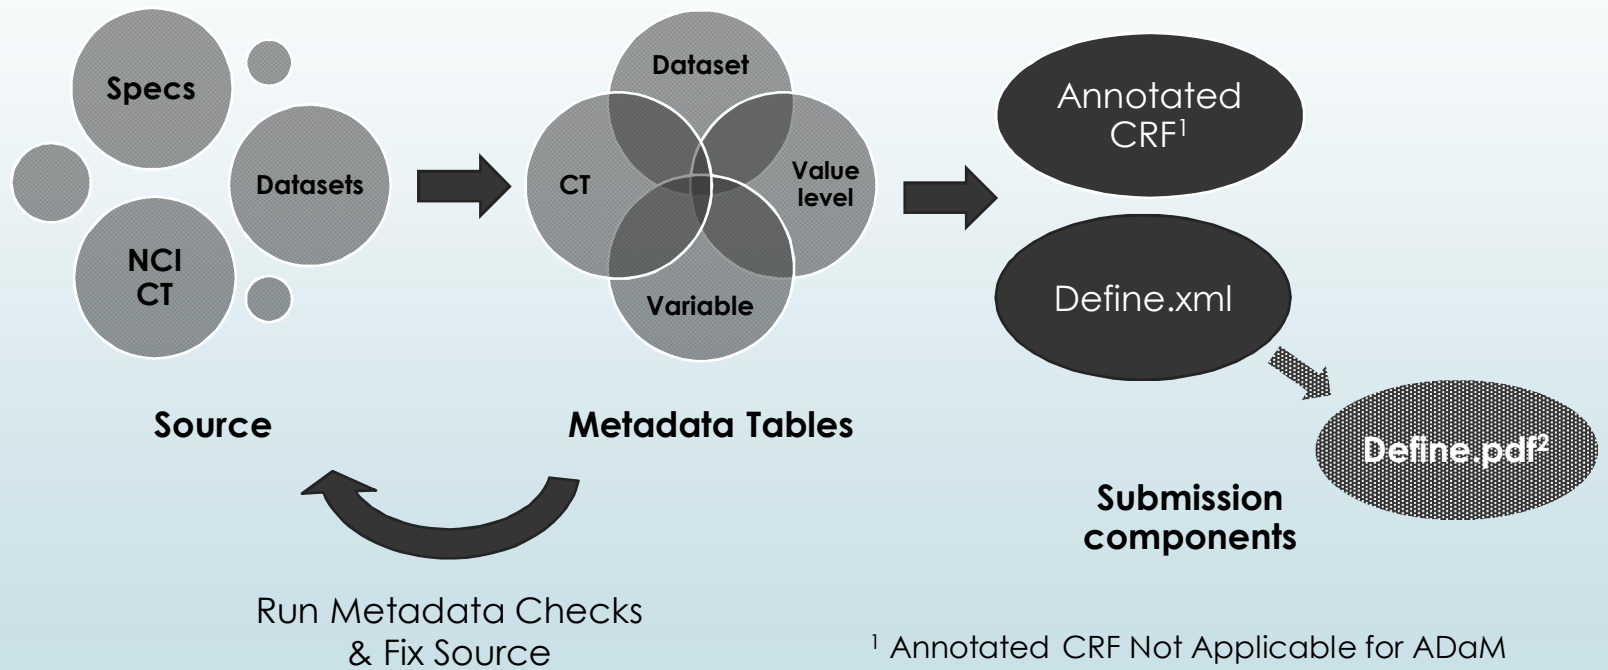 Specs
Datasets
NCI
CT
Source
Dataset
CT
Value
level
Variable
Metadata Tables
Annotated
CRF¹
Define.xml
Define.pdf²
Submission
components
Run Metadata Checks
& Fix Source
¹ Annotated CRF Not Applicable for ADaM